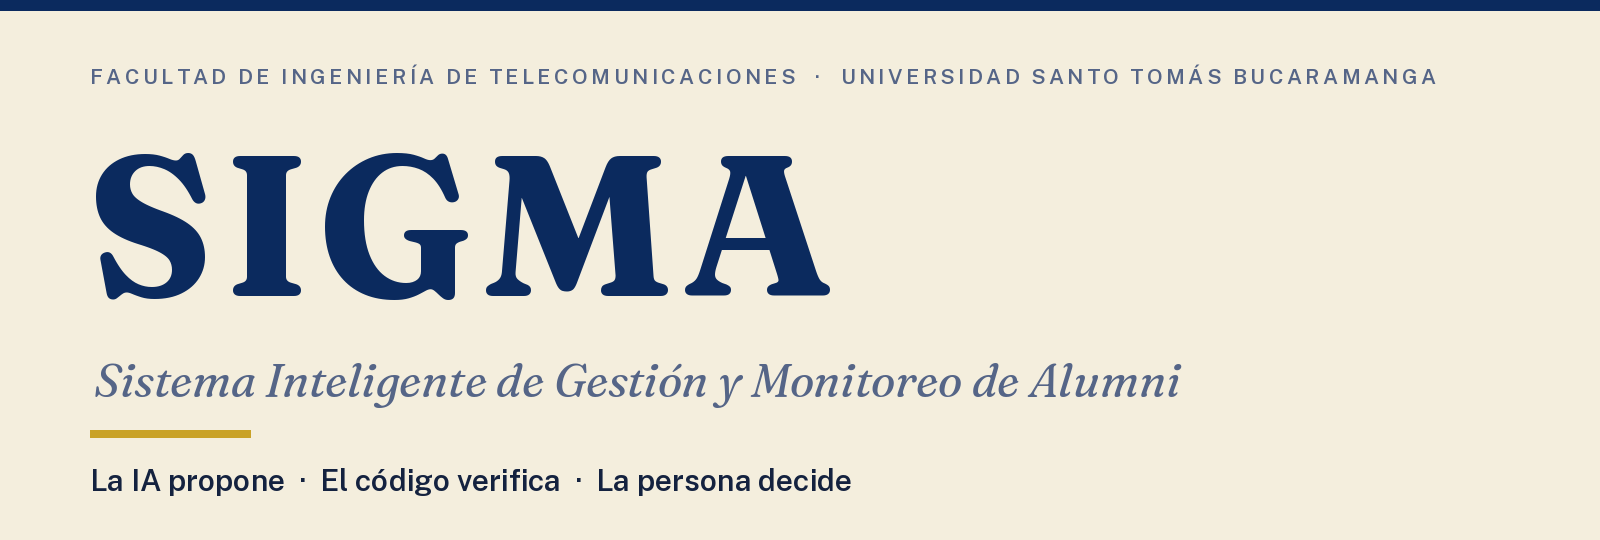 FACULTAD DE INGENIERÍA DE TELECOMUNICACIONES · UNIVERSIDAD SANTO TOMÁS BUCARAMANGA
SIGMA
Sistema Inteligente de Gestión y Monitoreo de Alumni
La IA propone · El código verifica · La persona decide